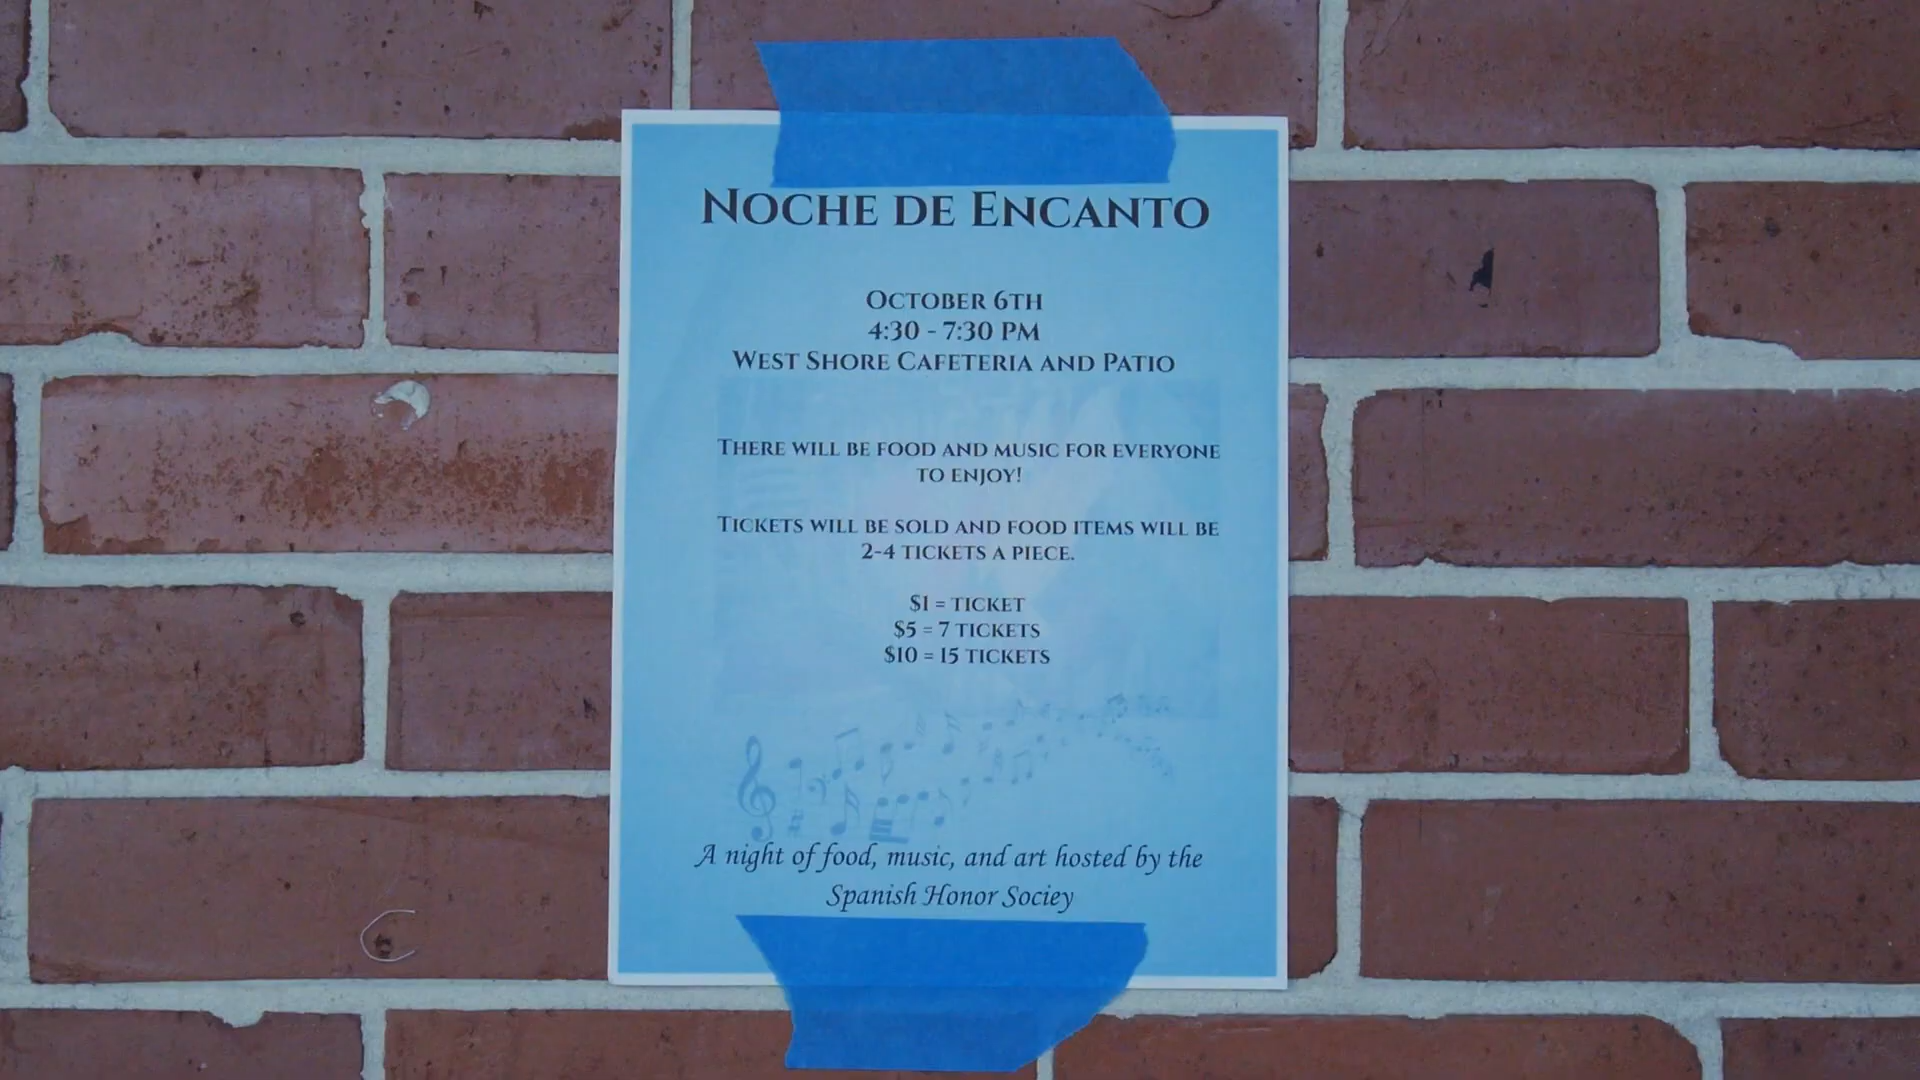 Noche de Encanto
October 6th
4:30 - 7:30 PM
West Shore Cafeteria and Patio
There will be food and music for everyone
to enjoy!
Tickets will be sold and food items will be
2-4 tickets a piece.
$1 = ticket
$5 = 7 tickets
$10 = 15 tickets
A night of food, music, and art hosted by the
Spanish Honor Sociey